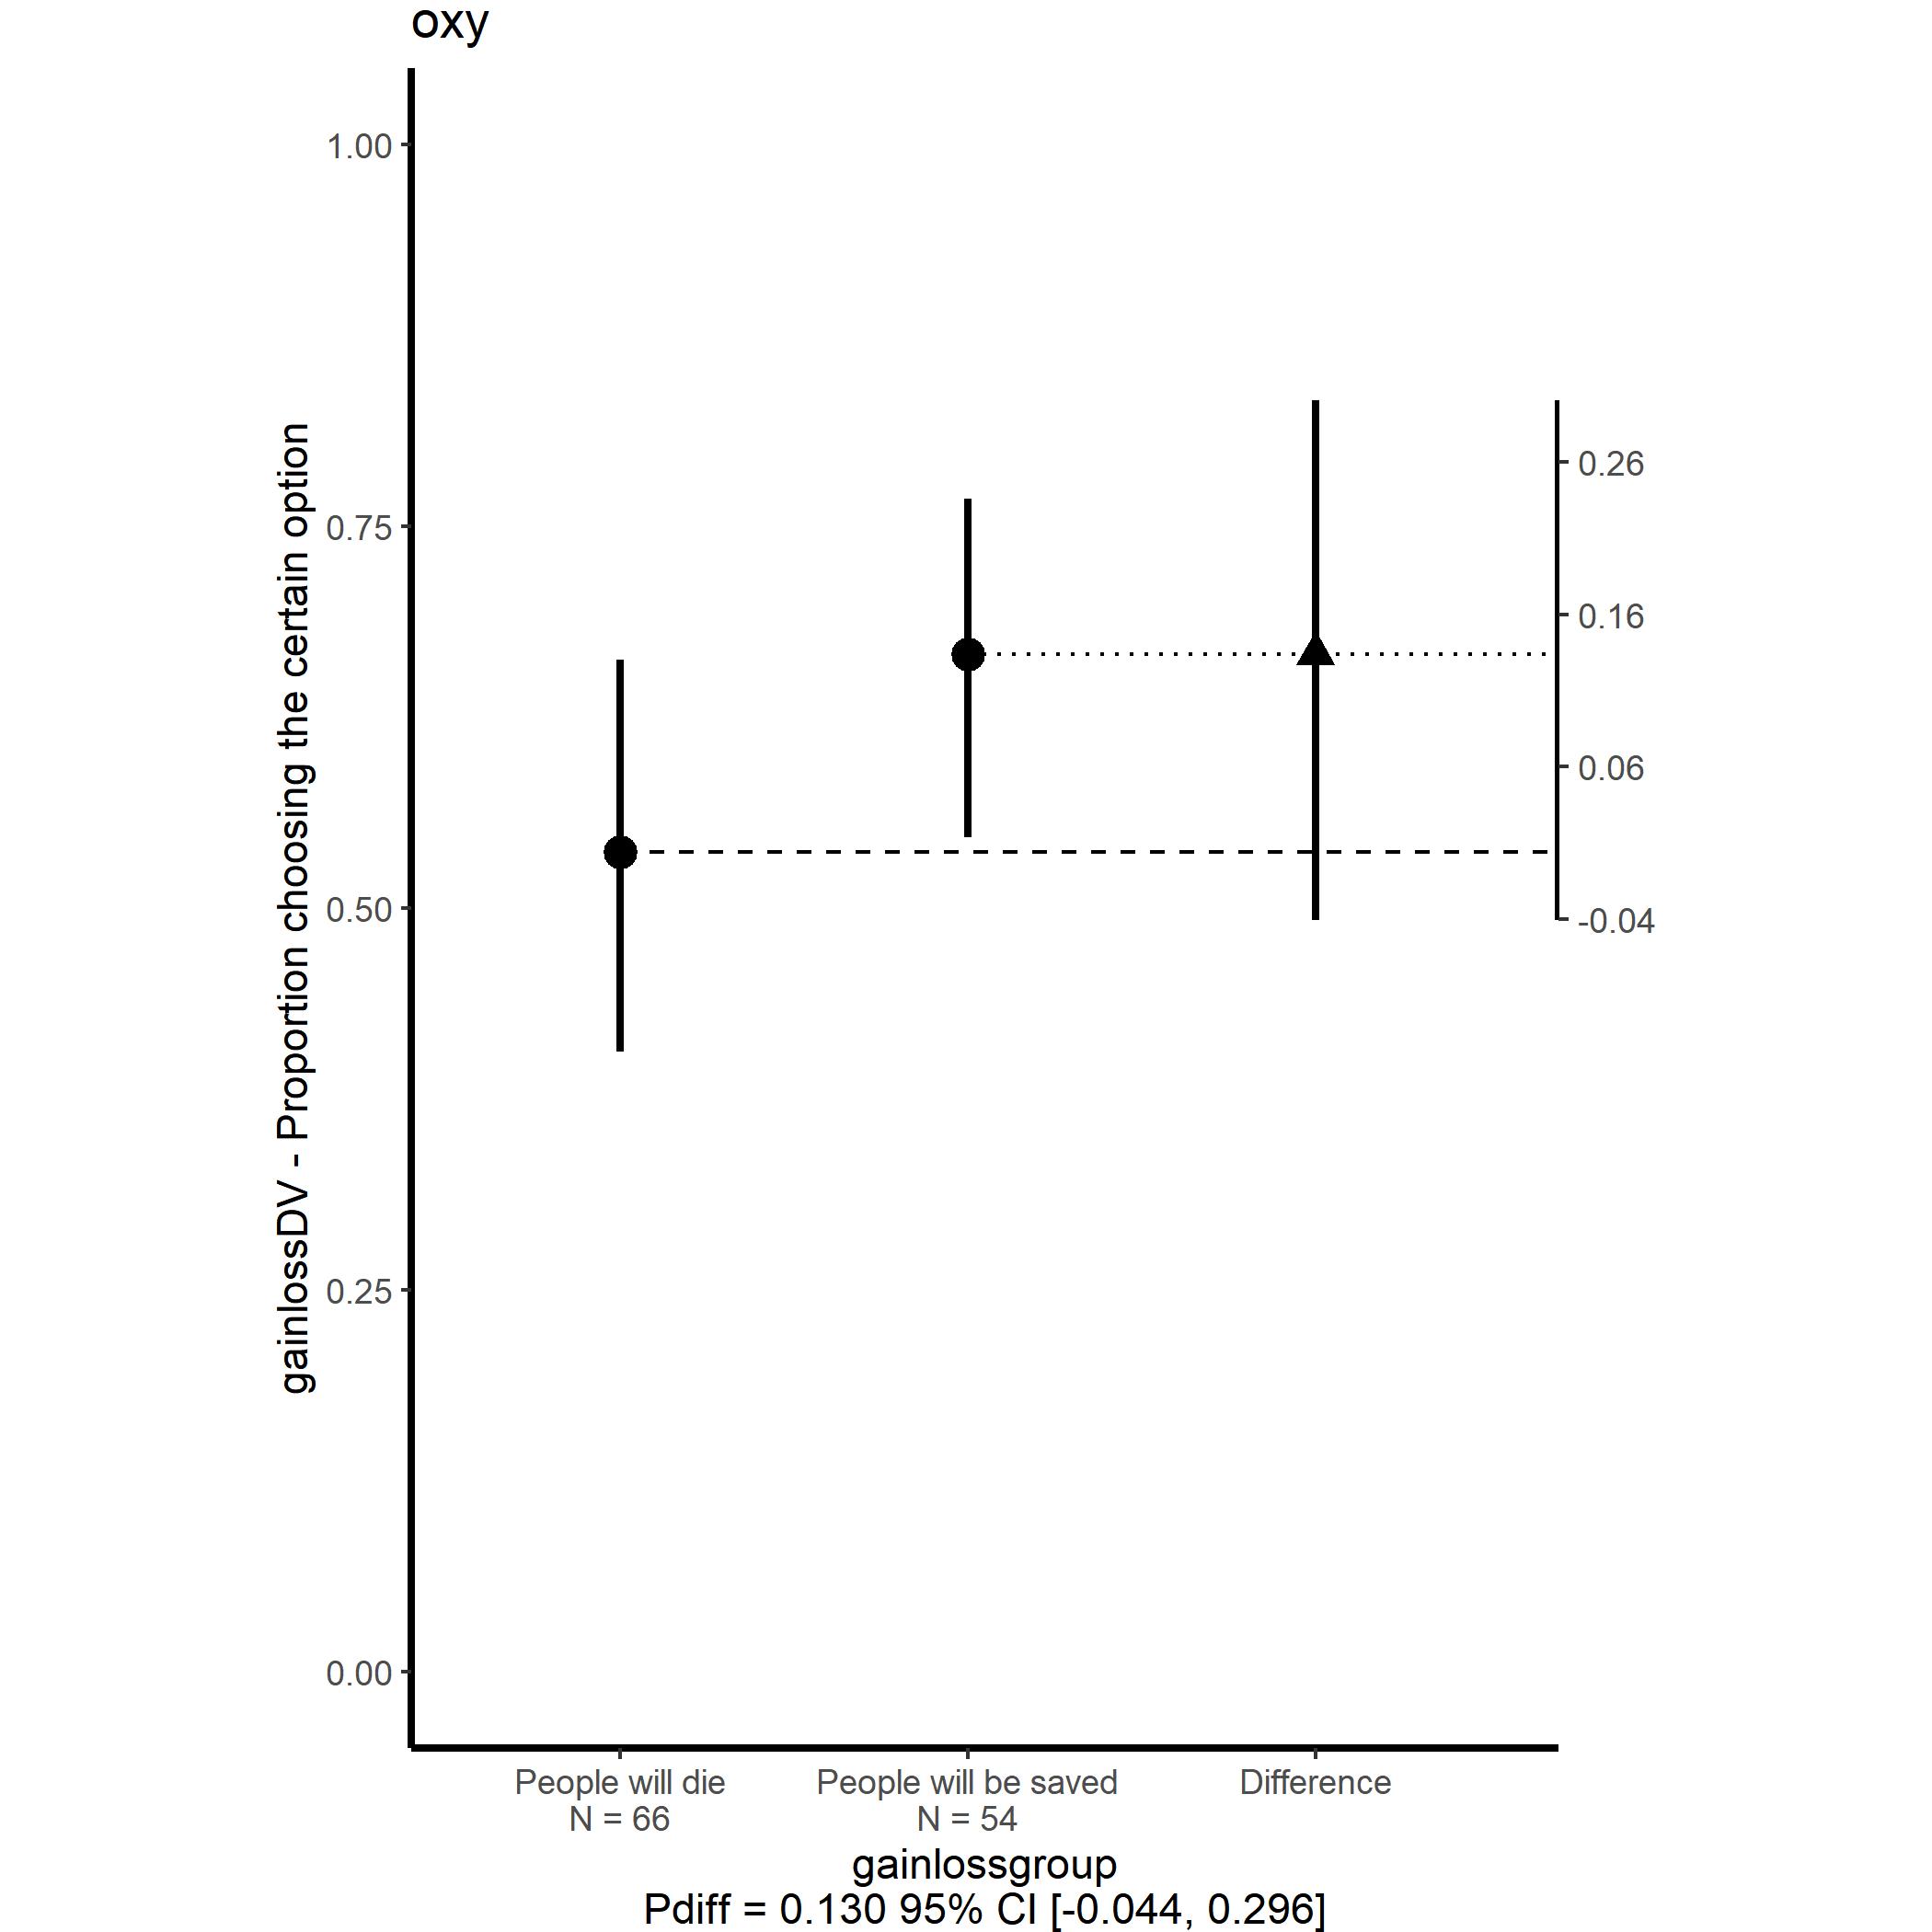 oxy
gainlossDV - Proportion choosing the certain option
1.00
0.75
0.50
0.25
0.00
0.26
0.16
0.06
-0.04
People will die
N = 66
People will be saved
N = 54
Difference
gainlossgroup
Pdiff = 0.130 95% CI [-0.044, 0.296]